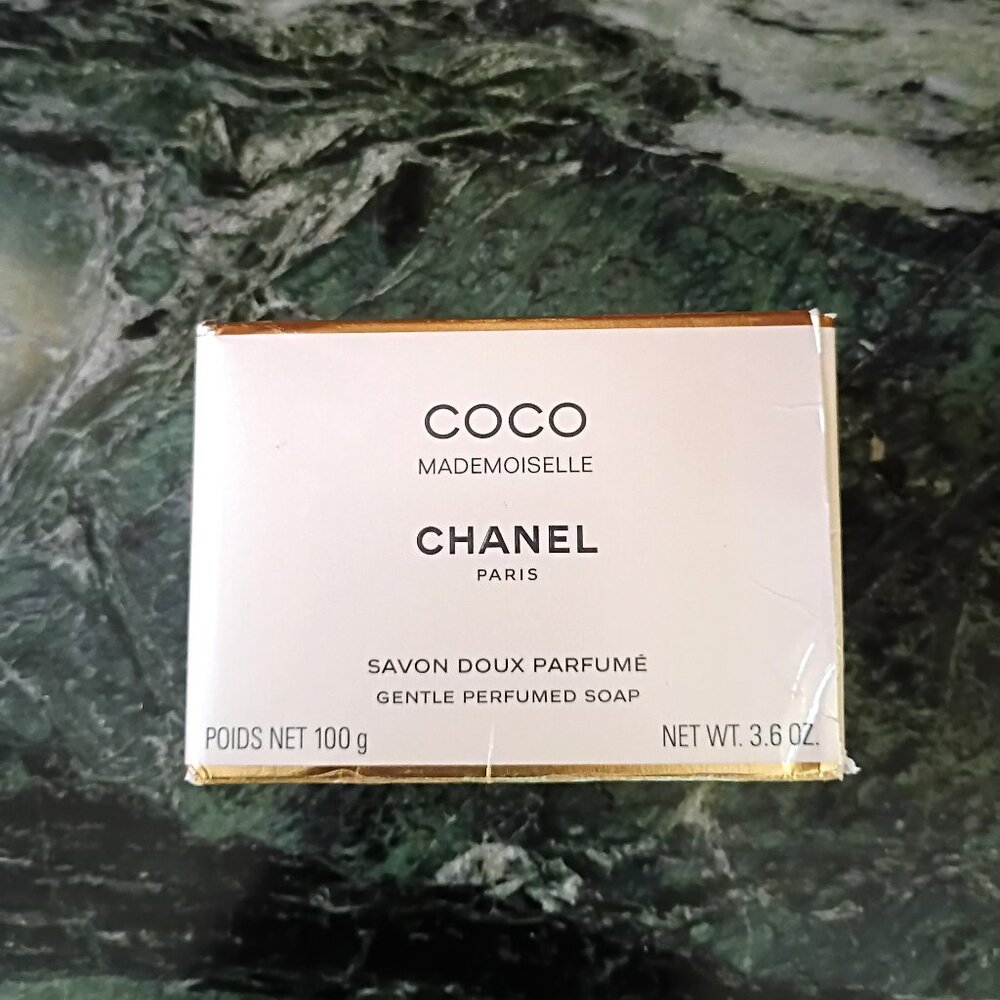 COCO
MADEMOISELLE
CHANEL
PARIS
SAVON DOUX PARFUMÉ
GENTLE PERFUMED SOAP
POIDS NET 100 g
NET WT. 3.6 OZ.